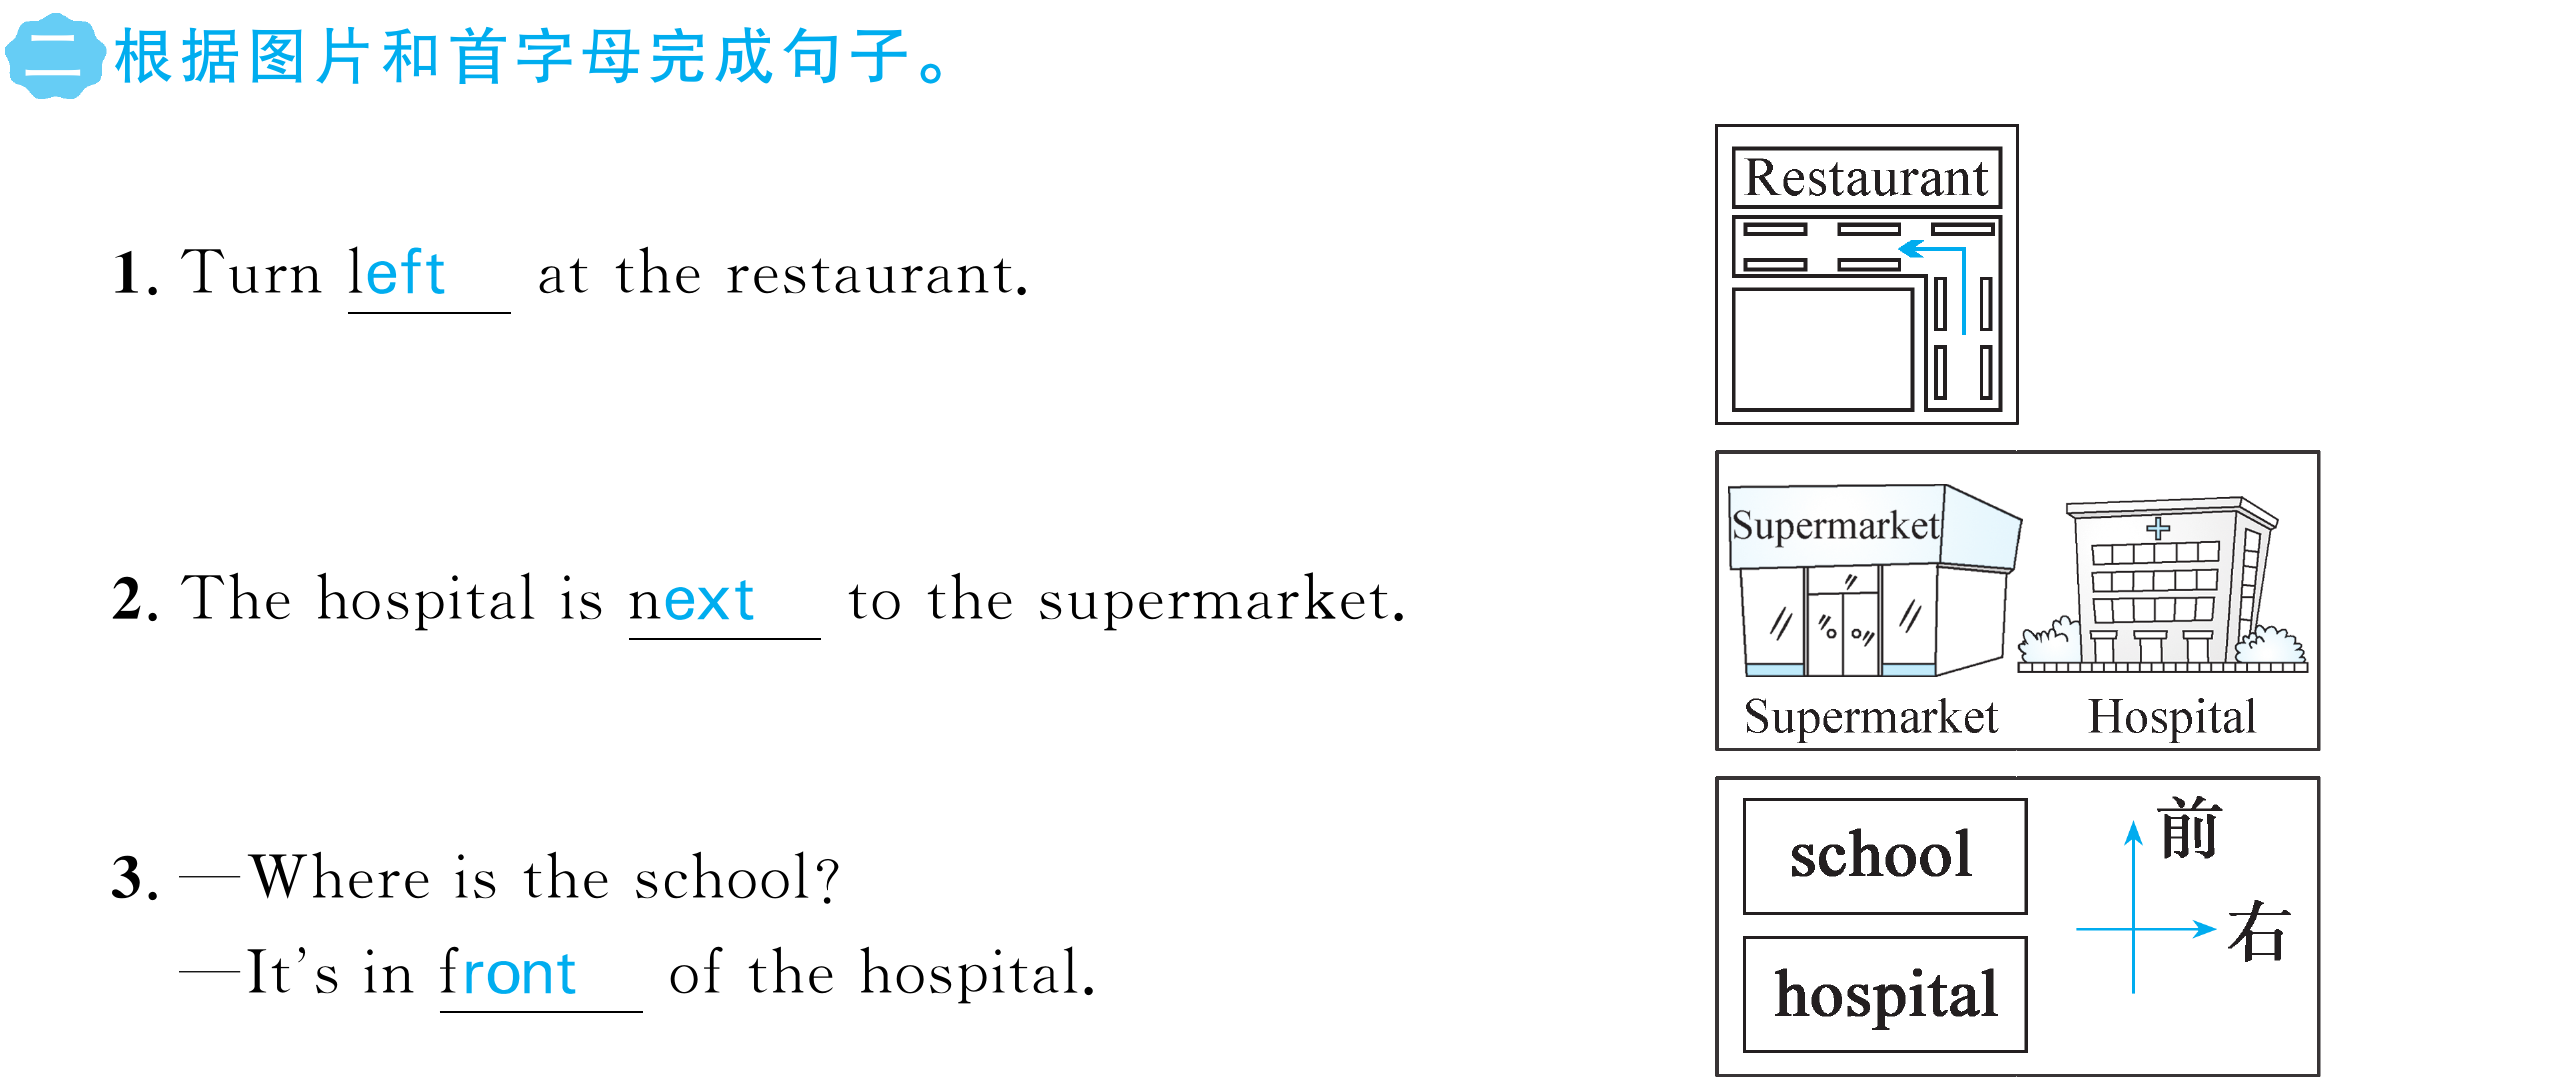 二 根据图片和首字母完成句子。
Restaurant
1. Turn left at the restaurant.
Supermarket
2. The hospital is next to the supermarket.
Supermarket Hospital
3. —Where is the school?
—It's in front of the hospital.
school
前
右
hospital